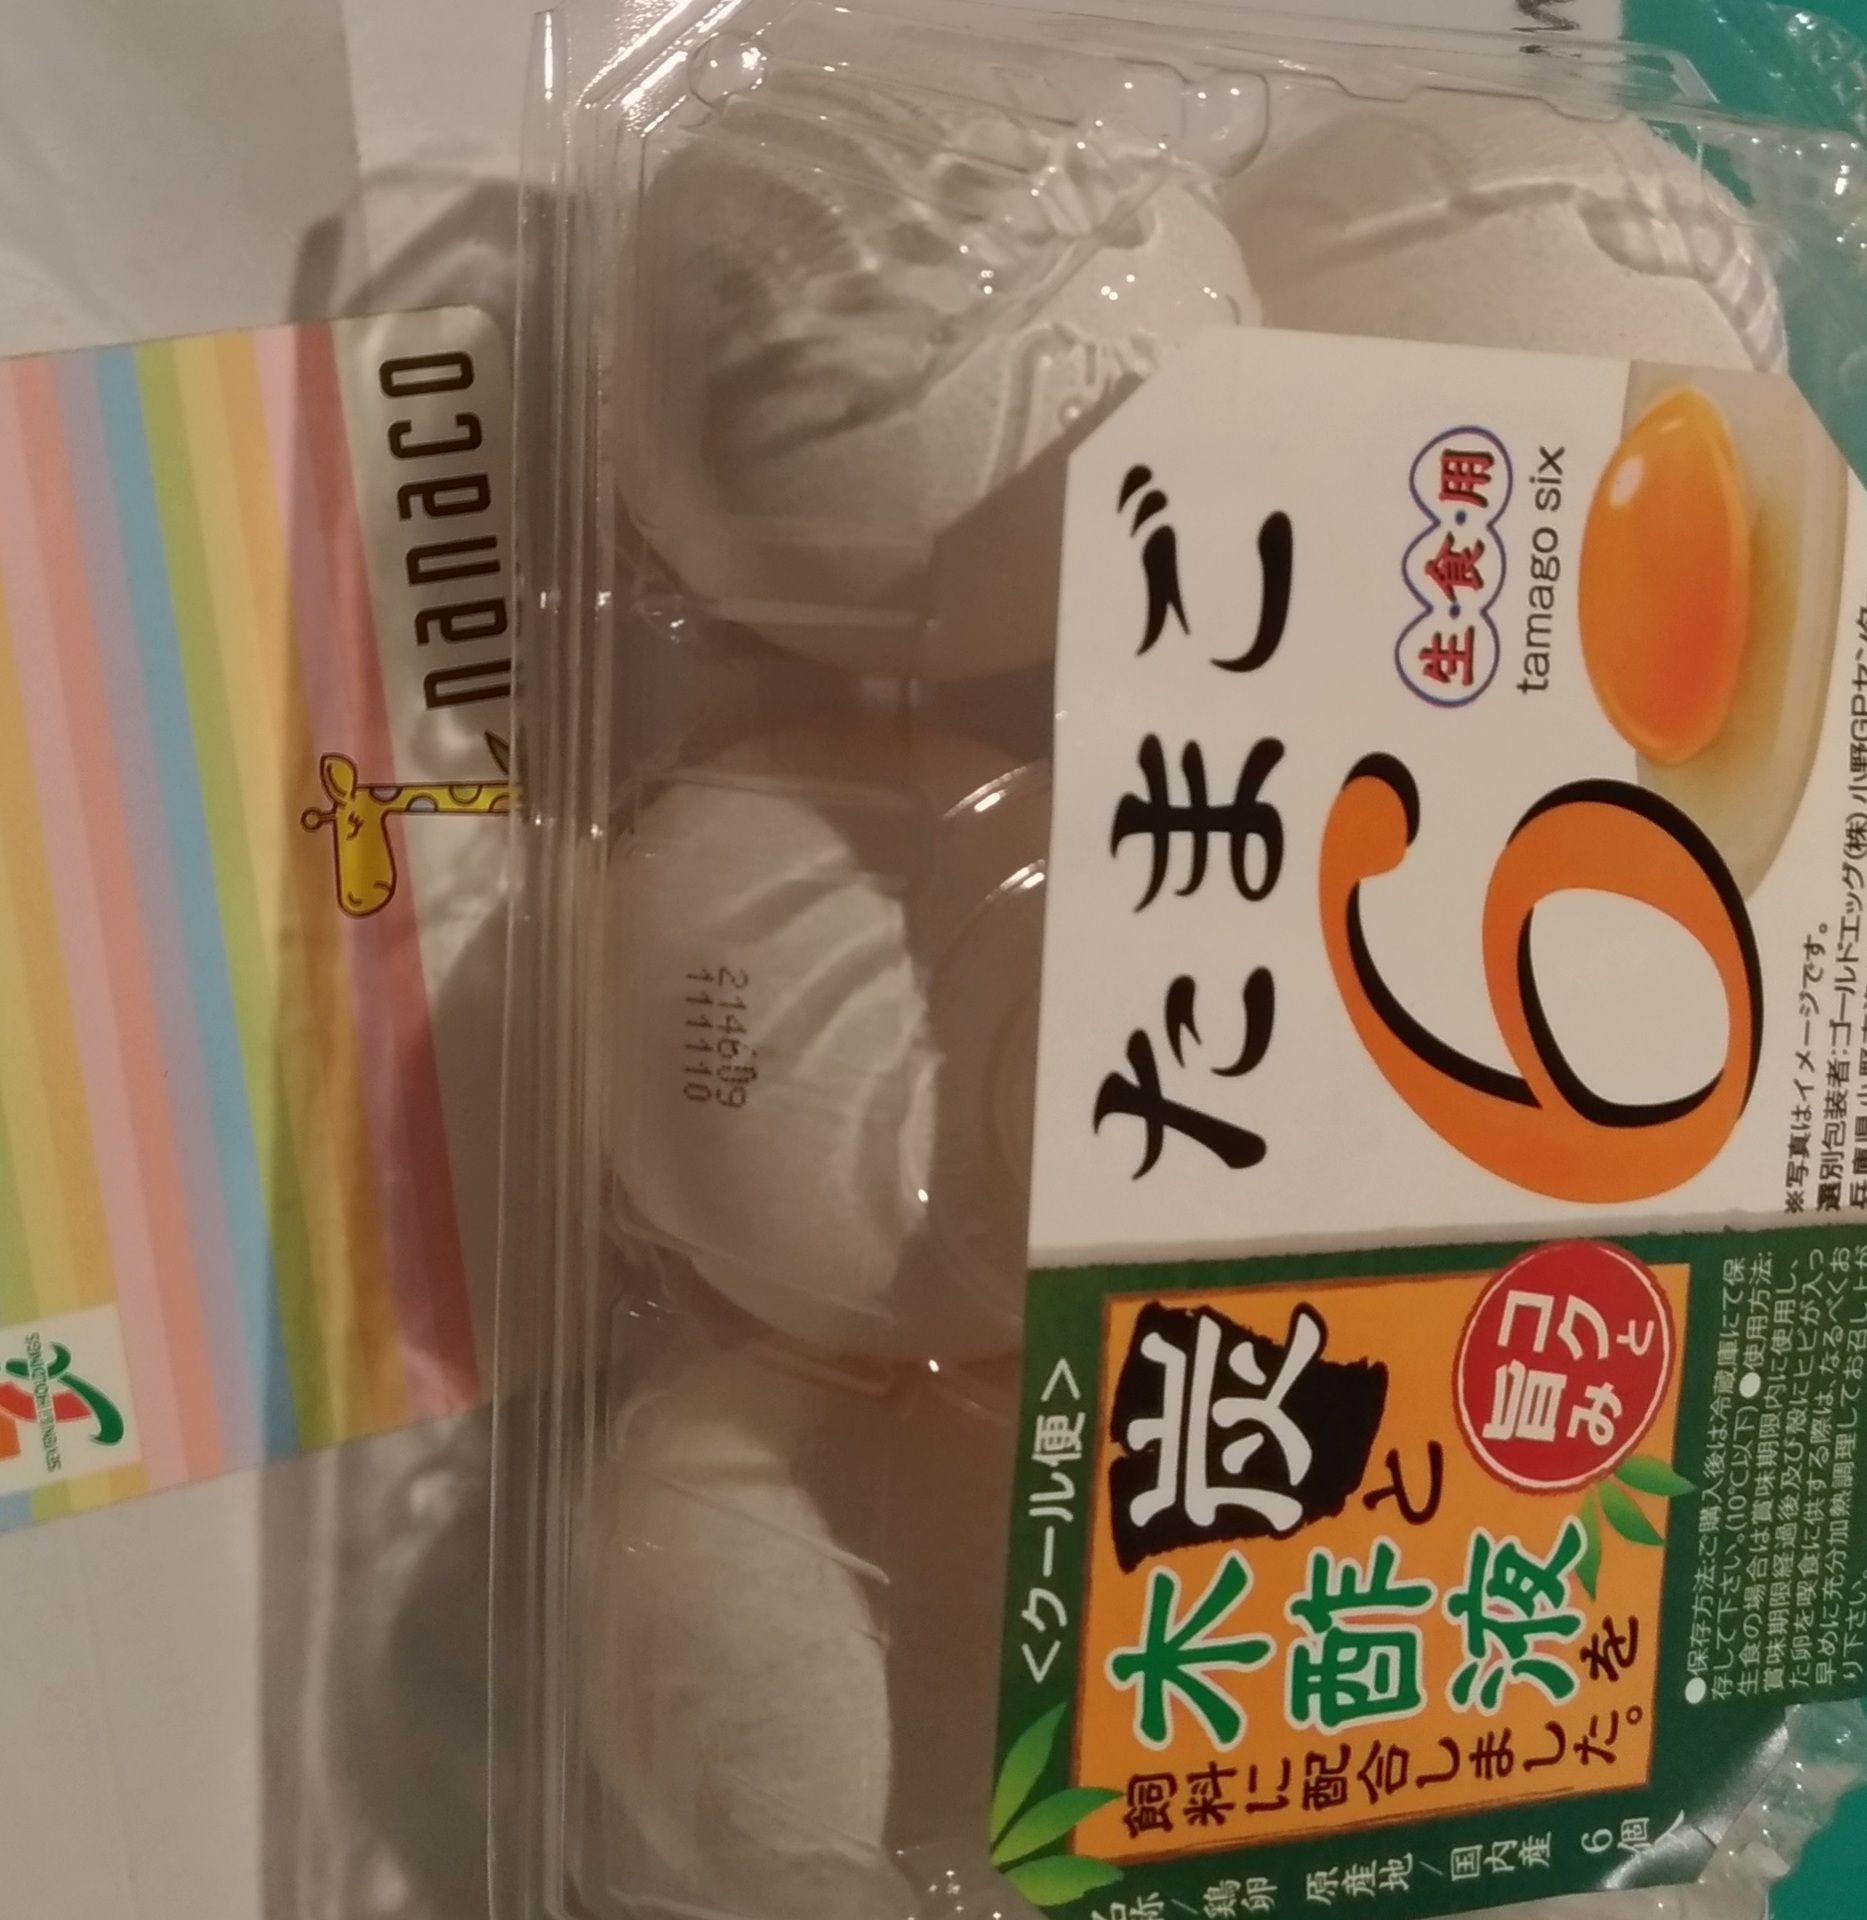 nanaco
SEVEN&i HOLDINGS
211460g
1111110
たまご
6
生・食・用
tamago six
※写真はイメージです。
選別包装者:ゴールドエッグ(株)小野GPセンター
<クール便>
炭と
木酢液を
飼料に配合しました。
コクと
旨み
●保存方法:ご購入後は冷蔵庫にて保
存して下さい。(10℃以下)●使用方法:
生食の場合は賞味期限内に使用し、
賞味期限経過後及び殻にヒビが入っ
た卵を喫食に供する際は、なるべくお
早めに充分加熱調理してお召し上が
り下さい。
名称/鶏卵 原産地/国内産 6個入